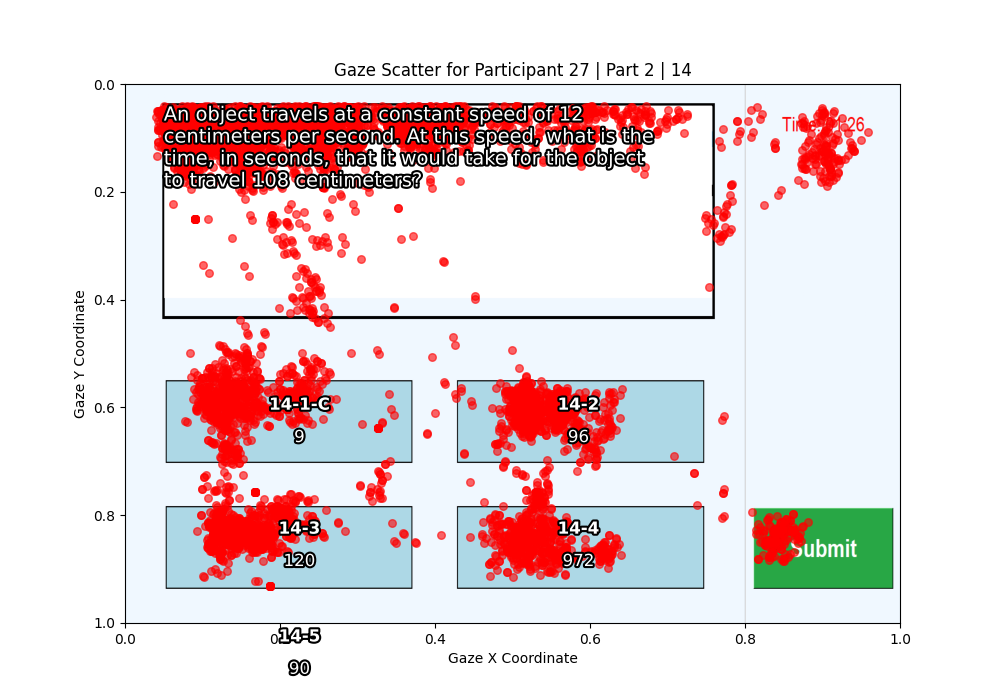 Gaze Scatter for Participant 27 | Part 2 | 14
An object travels at a constant speed of 12
centimeters per second. At this speed, what is the
time, in seconds, that it would take for the object
to travel 108 centimeters?
14-1-C
9
14-2
96
14-3
120
14-4
972
Submit
14-5
90
0.0
0.2
0.4
0.6
0.8
1.0
Gaze Y Coordinate
0.0
0.4
0.6
0.8
1.0
Gaze X Coordinate